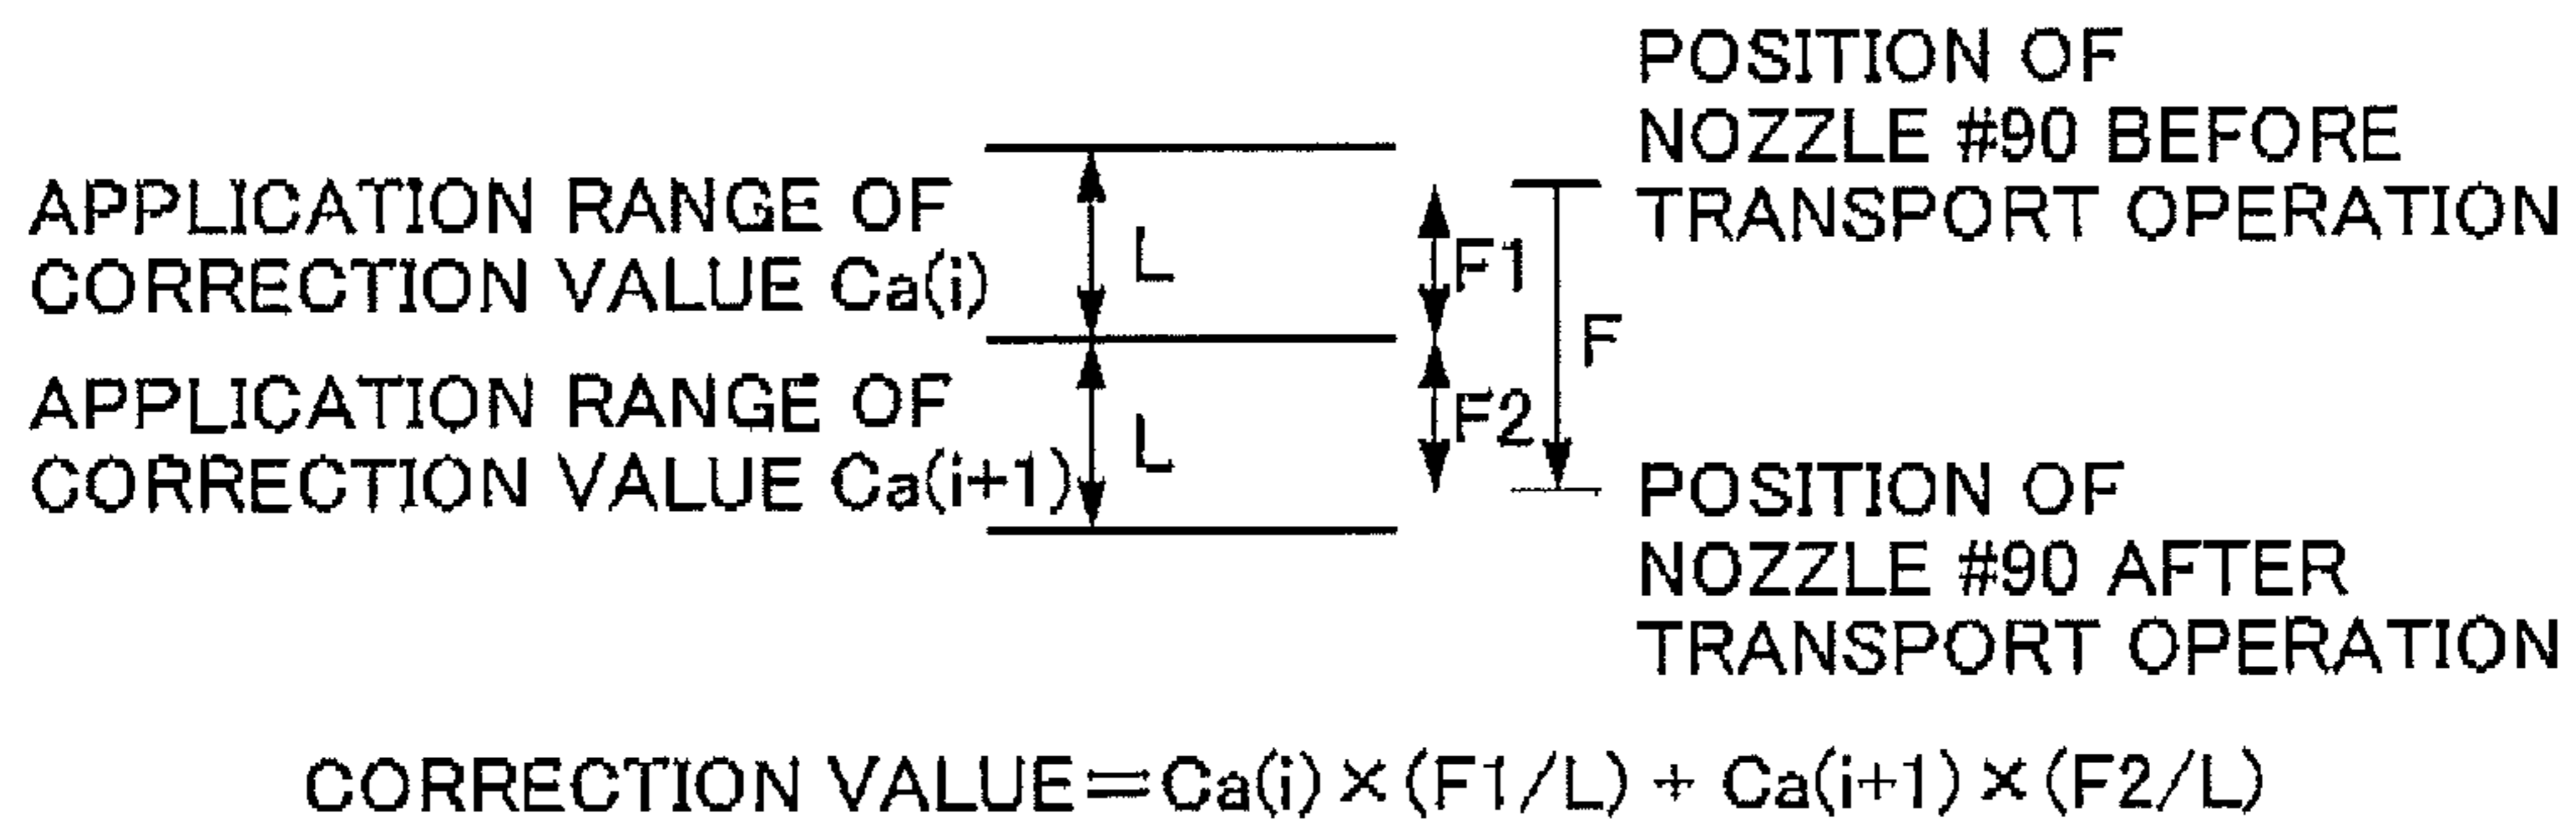 POSITION OF
NOZZLE #90 BEFORE
TRANSPORT OPERATION
APPLICATION RANGE OF
CORRECTION VALUE Ca(i)
L
F1
F
APPLICATION RANGE OF
CORRECTION VALUE Ca(i+1)
L
F2
POSITION OF
NOZZLE #90 AFTER
TRANSPORT OPERATION
CORRECTION VALUE=Ca(i)×(F1/L) + Ca(i+1)×(F2/L)